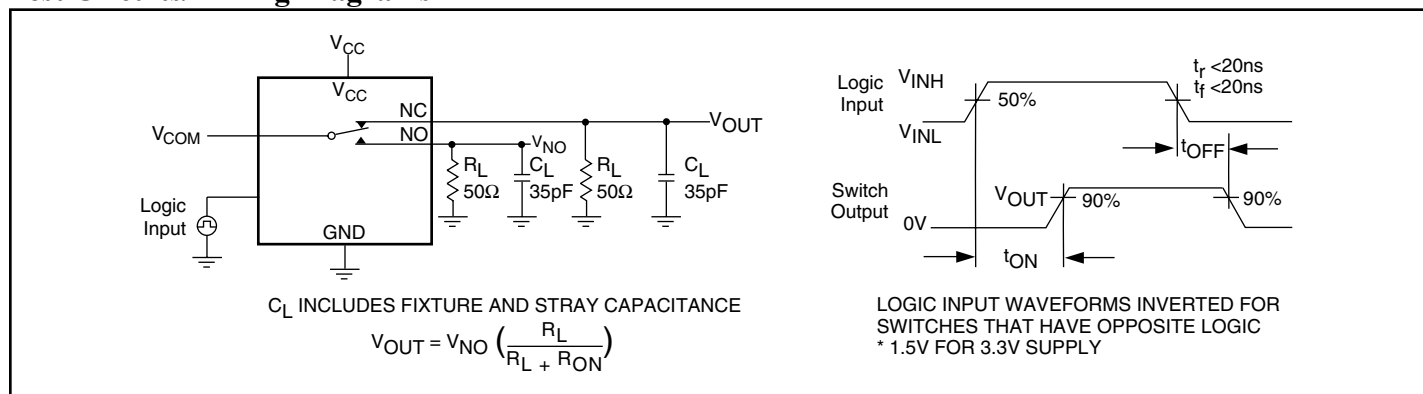 VCC
VCC
NC
VOUT
VCOM
NO
VNO
RL
50Ω
CL
35pF
RL
50Ω
CL
35pF
Logic
Input
GND
CL INCLUDES FIXTURE AND STRAY CAPACITANCE
VOUT = VNO (RL / RL + RON)
Logic
Input
VINH
VINL
50%
tr <20ns
tf <20ns
tOFF
Switch
Output
VOUT
0V
90%
90%
tON
LOGIC INPUT WAVEFORMS INVERTED FOR
SWITCHES THAT HAVE OPPOSITE LOGIC
* 1.5V FOR 3.3V SUPPLY